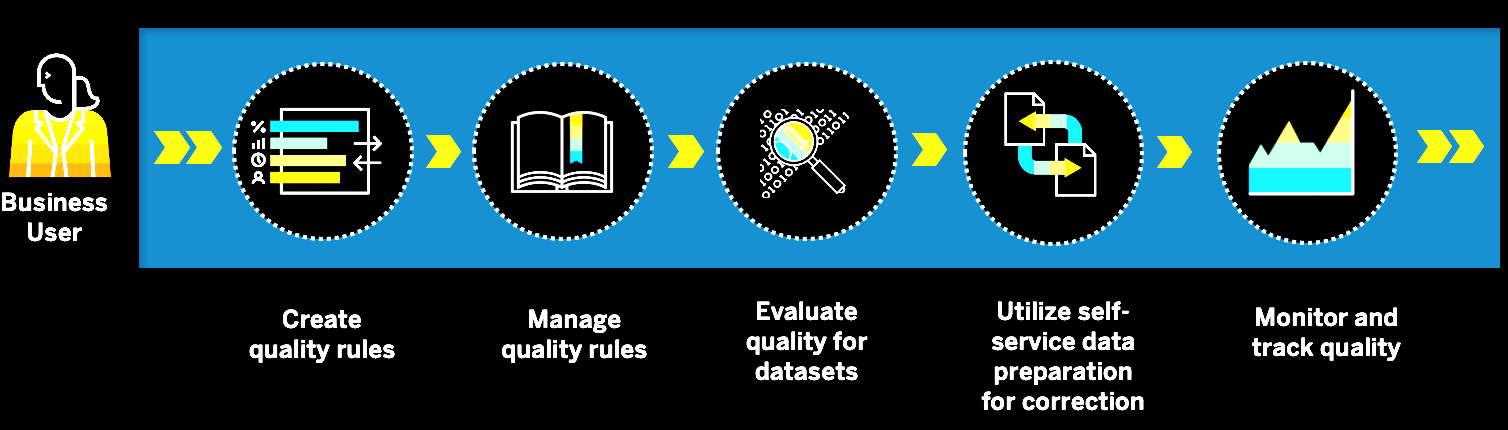 Business
User
Create
quality rules
Manage
quality rules
Evaluate
quality for
datasets
Utilize self-
service data
preparation
for correction
Monitor and
track quality